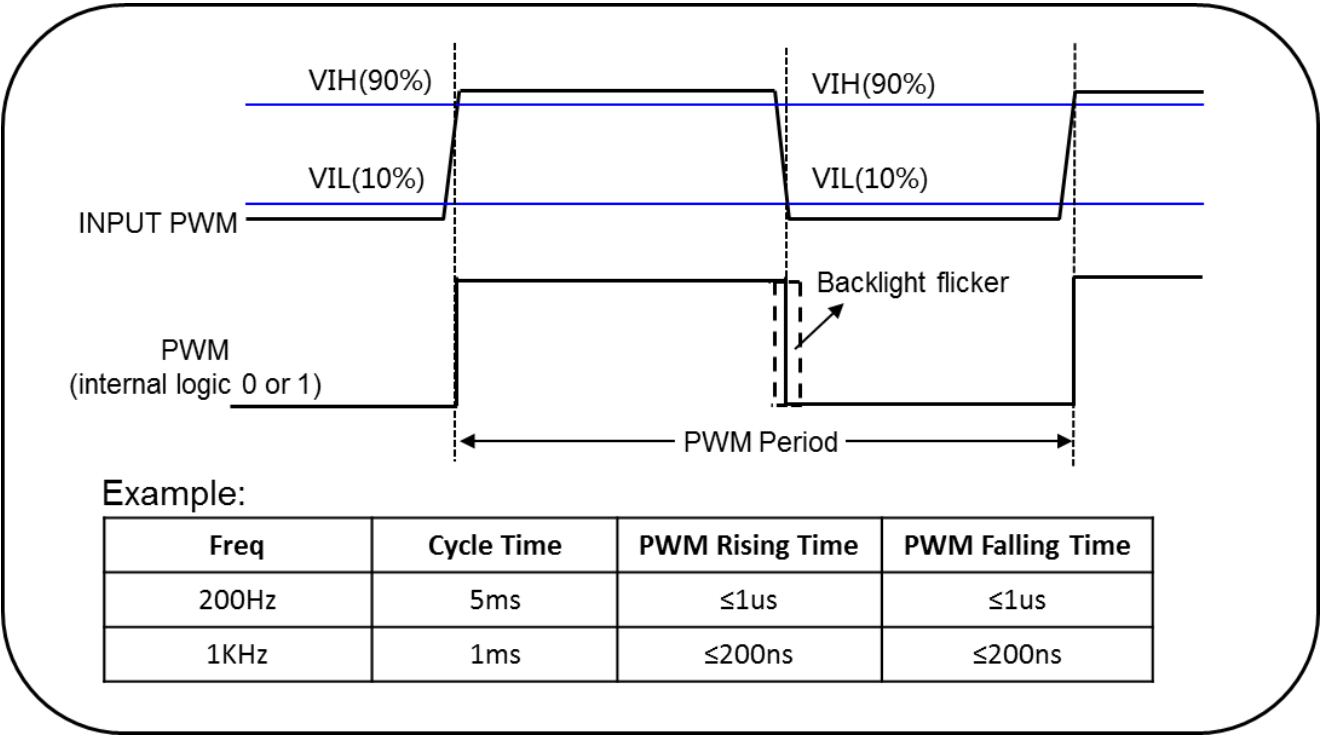 VIH(90%)
VIH(90%)
VIL(10%)
VIL(10%)
INPUT PWM
Backlight flicker
PWM
(internal logic 0 or 1)
PWM Period
Example:
Freq Cycle Time PWM Rising Time PWM Falling Time
200Hz 5ms ≤1us ≤1us
1KHz 1ms ≤200ns ≤200ns